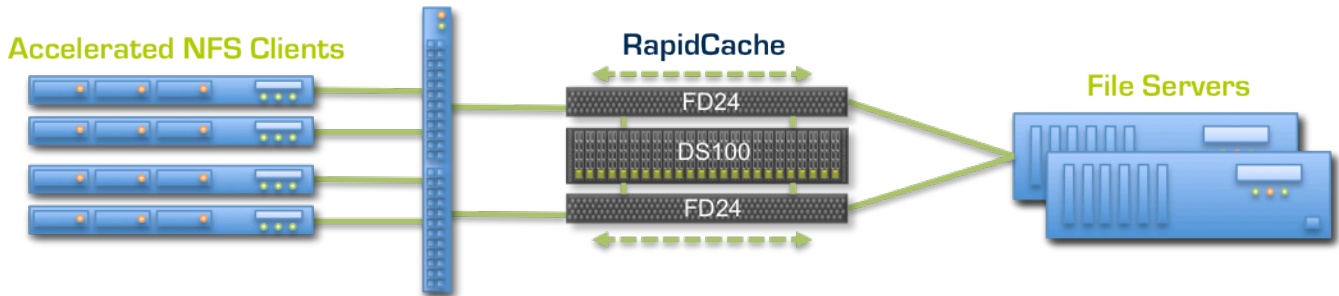 Accelerated NFS Clients
RapidCache
File Servers
FD24
DS100
FD24